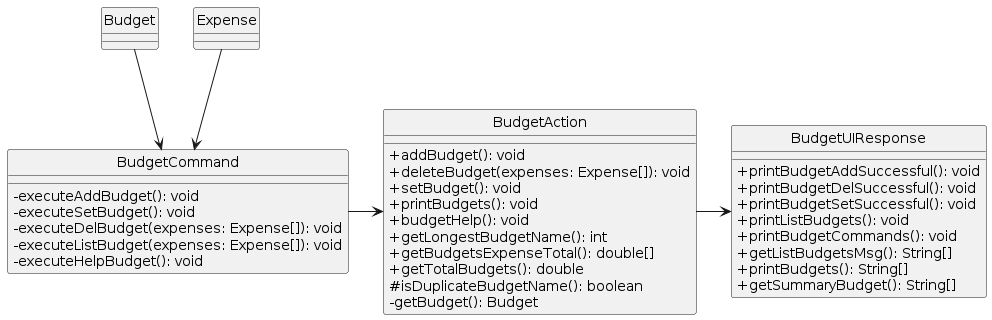 Budget
Expense
BudgetCommand
-executeAddBudget(): void
-executeSetBudget(): void
-executeDelBudget(expenses: Expense[]): void
-executeListBudget(expenses: Expense[]): void
-executeHelpBudget(): void
BudgetAction
+addBudget(): void
+deleteBudget(expenses: Expense[]): void
+setBudget(): void
+printBudgets(): void
+budgetHelp(): void
+getLongestBudgetName(): int
+getBudgetsExpenseTotal(): double[]
+getTotalBudgets(): double
#isDuplicateBudgetName(): boolean
-getBudget(): Budget
BudgetUIResponse
+printBudgetAddSuccessful(): void
+printBudgetDelSuccessful(): void
+printBudgetSetSuccessful(): void
+printListBudgets(): void
+printBudgetCommands(): void
+getListBudgetsMsg(): String[]
+printBudgets(): String[]
+getSummaryBudget(): String[]